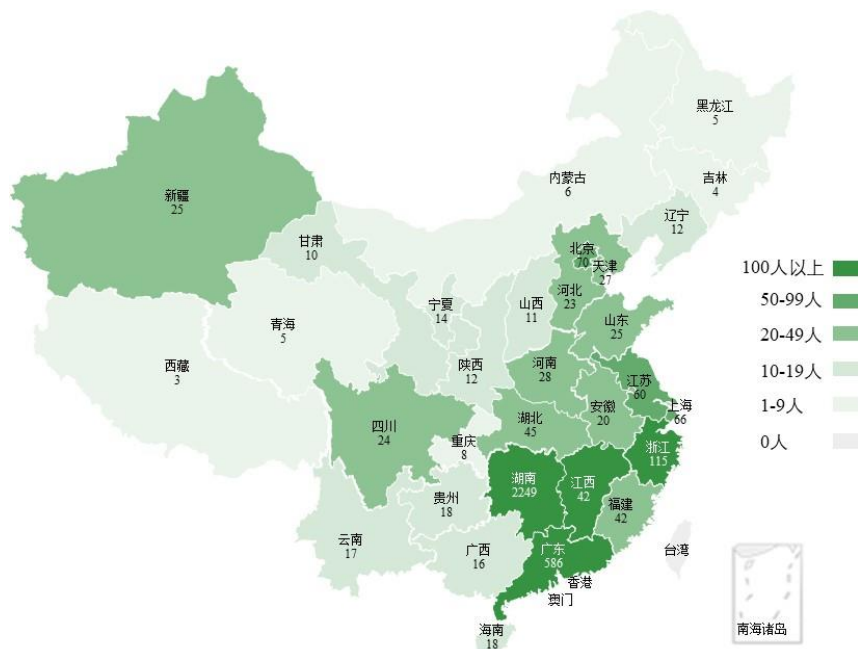 黑龙江
5
内蒙古
6
吉林
4
新疆
25
辽宁
12
甘肃
10
北京
70
天津
27
河北
23
宁夏
14
山西
11
青海
5
山东
25
西藏
3
陕西
12
河南
28
江苏
60
安徽
20
上海
66
四川
24
湖北
45
重庆
8
浙江
115
湖南
2249
江西
42
贵州
18
福建
42
云南
17
广西
16
广东
586
台湾
香港
澳门
海南
18
100人以上
50-99人
20-49人
10-19人
1-9人
0人
南海诸岛